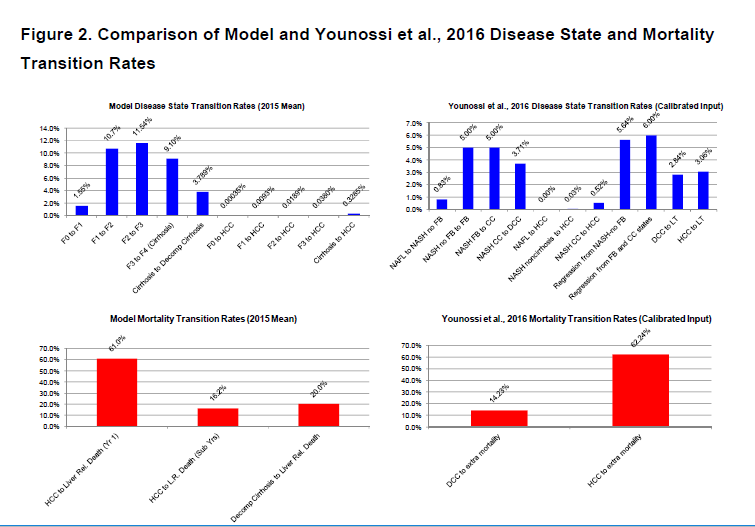 Figure 2. Comparison of Model and Younossi et al., 2016 Disease State and Mortality
Transition Rates
Model Disease State Transition Rates (2015 Mean)
14.0%
12.0%
10.0%
8.0%
6.0%
4.0%
2.0%
0.0%
1.55%
10.7%
11.54%
9.10%
3.789%
0.00035%
0.0093%
0.0189%
0.0380%
0.3285%
F0 to F1
F1 to F2
F2 to F3
F3 to F4 (Cirrhosis)
Cirrhosis to Decomp Cirrhosis
F0 to HCC
F1 to HCC
F2 to HCC
F3 to HCC
Cirrhosis to HCC
Younossi et al., 2016 Disease State Transition Rates (Calibrated Input)
7.0%
6.0%
5.0%
4.0%
3.0%
2.0%
1.0%
0.0%
0.83%
5.00%
5.00%
3.71%
0.00%
0.03%
0.52%
5.64%
6.00%
2.84%
3.06%
NAFL to NASH no FB
NASH no FB to FB
NASH FB to CC
NASH CC to DCC
NAFL to HCC
NASH noncirrhosis to HCC
NASH CC to HCC
Regression from NASH-no FB
Regression from FB and CC states
DCC to LT
HCC to LT
Model Mortality Transition Rates (2015 Mean)
70.0%
60.0%
50.0%
40.0%
30.0%
20.0%
10.0%
0.0%
61.0%
16.2%
20.0%
HCC to Liver Rel. Death (Yr 1)
HCC to L.R. Death (Sub Yrs)
Decomp Cirrhosis to Liver Rel. Death
Younossi et al., 2016 Mortality Transition Rates (Calibrated Input)
70.0%
60.0%
50.0%
40.0%
30.0%
20.0%
10.0%
0.0%
14.23%
62.24%
DCC to extra mortality
HCC to extra mortality